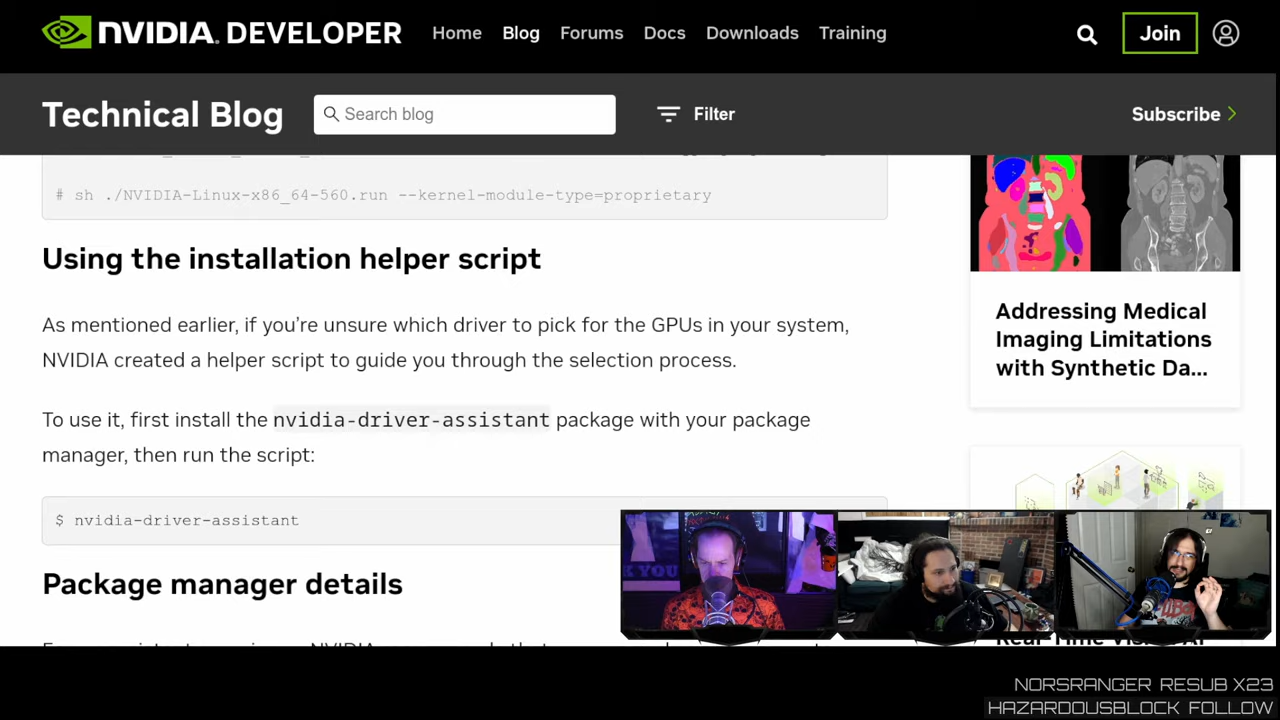 NVIDIA. DEVELOPER Home Blog Forums Docs Downloads Training Join
Technical Blog Search blog Filter Subscribe
# sh ./NVIDIA-Linux-x86_64-560.run --kernel-module-type=proprietary
Using the installation helper script
As mentioned earlier, if you’re unsure which driver to pick for the GPUs in your system,
NVIDIA created a helper script to guide you through the selection process.
To use it, first install the nvidia-driver-assistant package with your package
manager, then run the script:
$ nvidia-driver-assistant
Package manager details
Addressing Medical
Imaging Limitations
with Synthetic Da...
NORSRANGER RESUB X23
HAZARDOUSBLOCK FOLLOW